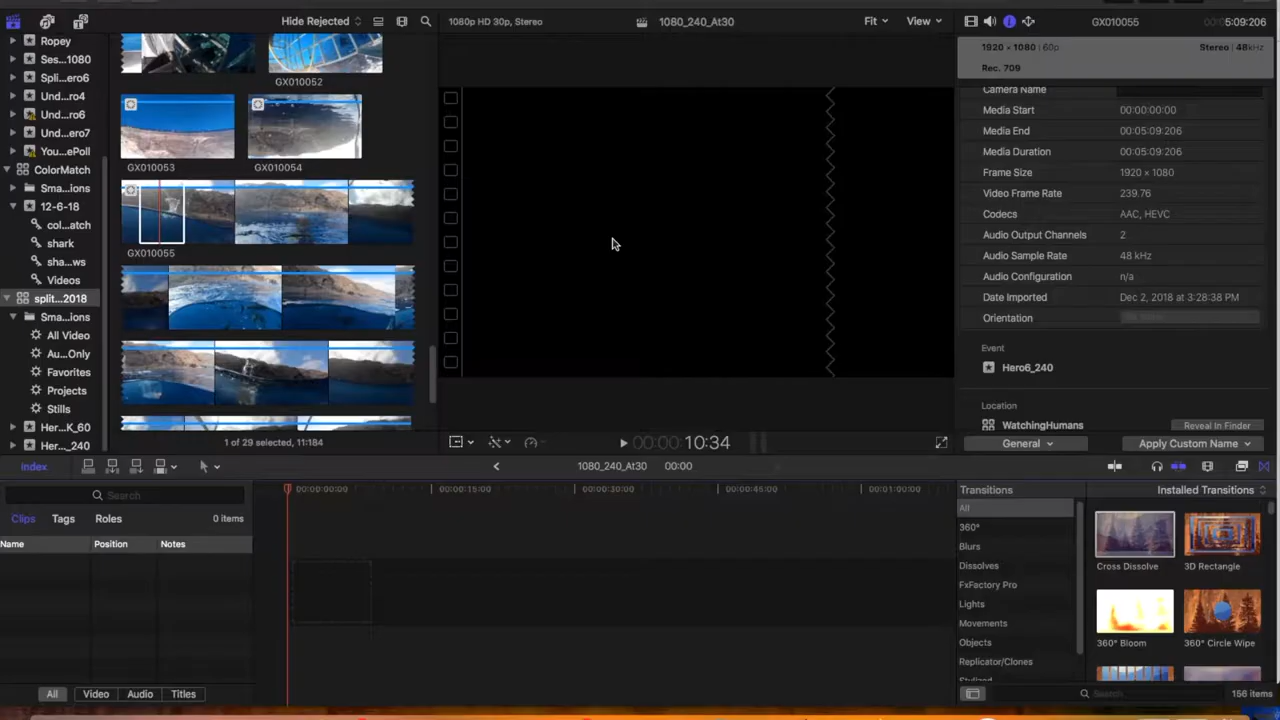 Hide Rejected
1080p HD 30p, Stereo
1080_240_At30
Fit
View
GX010055
5:09:206
Ropey
Ses...1080
Spli...ero6
Und...ro4
Und...ro6
Und...ero7
You...ePoll
ColorMatch
Sma...ions
12-6-18
col...atch
shark
sha...ws
Videos
split...2018
Sma...ions
All Video
Au...Only
Favorites
Projects
Stills
Her...K_60
Her..._240
GX010052
GX010053
GX010054
GX010055
1 of 29 selected, 11:184
00:00:10:34
1920 × 1080 | 60p
Stereo | 48kHz
Rec. 709
Camera Name
Media Start 00:00:00:00
Media End 00:05:09:206
Media Duration 00:05:09:206
Frame Size 1920 × 1080
Video Frame Rate 239.76
Codecs AAC, HEVC
Audio Output Channels 2
Audio Sample Rate 48 kHz
Audio Configuration n/a
Date Imported Dec 2, 2018 at 3:28:38 PM
Orientation
Event
Hero6_240
Location
WatchingHumans
Reveal In Finder
General
Apply Custom Name
Index
1080_240_At30 00:00
Search
Clips Tags Roles 0 items
Name Position Notes
All Video Audio Titles
00:00:00:00 00:00:15:00 00:00:30:00 00:00:45:00 00:01:00:00
Transitions
Installed Transitions
All
360°
Blurs
Dissolves
FxFactory Pro
Lights
Movements
Objects
Replicator/Clones
Stylized
Cross Dissolve
3D Rectangle
360° Bloom
360° Circle Wipe
Search
156 items